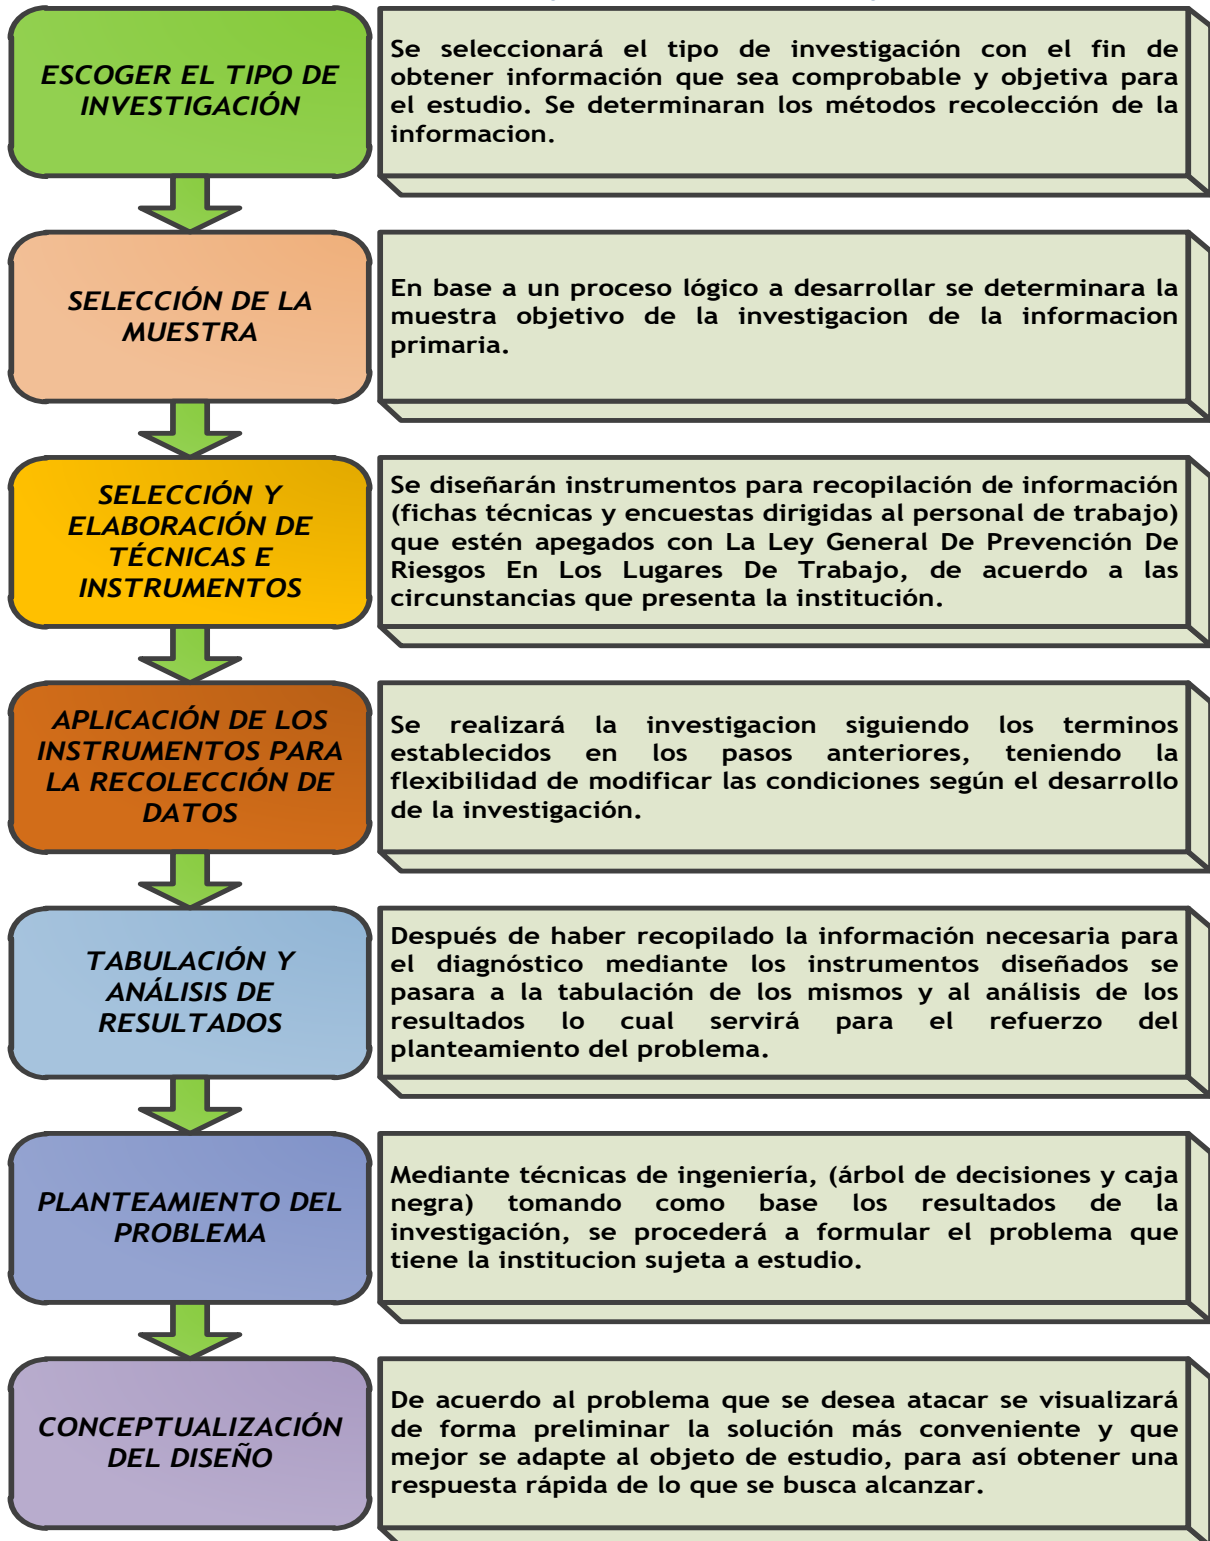 ESCOGER EL TIPO DE
INVESTIGACIÓN
Se seleccionará el tipo de investigación con el fin de
obtener información que sea comprobable y objetiva para
el estudio. Se determinaran los métodos recolección de la
informacion.
SELECCIÓN DE LA
MUESTRA
En base a un proceso lógico a desarrollar se determinara la
muestra objetivo de la investigacion de la informacion
primaria.
SELECCIÓN Y
ELABORACIÓN DE
TÉCNICAS E
INSTRUMENTOS
Se diseñarán instrumentos para recopilación de información
(fichas técnicas y encuestas dirigidas al personal de trabajo)
que estén apegados con La Ley General De Prevención De
Riesgos En Los Lugares De Trabajo, de acuerdo a las
circunstancias que presenta la institución.
APLICACIÓN DE LOS
INSTRUMENTOS PARA
LA RECOLECCIÓN DE
DATOS
Se realizará la investigacion siguiendo los terminos
establecidos en los pasos anteriores, teniendo la
flexibilidad de modificar las condiciones según el desarrollo
de la investigación.
TABULACIÓN Y
ANÁLISIS DE
RESULTADOS
Después de haber recopilado la información necesaria para
el diagnóstico mediante los instrumentos diseñados se
pasara a la tabulación de los mismos y al análisis de los
resultados lo cual servirá para el refuerzo del
planteamiento del problema.
PLANTEAMIENTO DEL
PROBLEMA
Mediante técnicas de ingeniería, (árbol de decisiones y caja
negra) tomando como base los resultados de la
investigación, se procederá a formular el problema que
tiene la institucion sujeta a estudio.
CONCEPTUALIZACIÓN
DEL DISEÑO
De acuerdo al problema que se desea atacar se visualizará
de forma preliminar la solución más conveniente y que
mejor se adapte al objeto de estudio, para así obtener una
respuesta rápida de lo que se busca alcanzar.